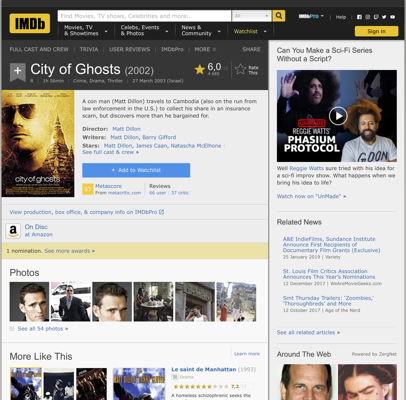 IMDb
Find Movies, TV shows, Celebrities and more...
All
IMDbPro
Help
Movies, TV
& Showtimes
Celebs, Events
& Photos
News &
Community
Watchlist
Sign in
FULL CAST AND CREW | TRIVIA | USER REVIEWS | IMDbPro | MORE
SHARE
City of Ghosts (2002)
6,0
Rate
This
R | 1h 56min | Crime, Drama, Thriller | 27 March 2003 (Israel)
A con man (Matt Dillon) travels to Cambodia (also on the run from
law enforcement in the U.S.) to collect his share in an insurance
scam, but discovers more than he bargained for.
Director: Matt Dillon
Writers: Matt Dillon, Barry Gifford
Stars: Matt Dillon, James Caan, Natascha McElhone |
See full cast & crew »
city of ghosts
+ Add to Watchlist
Metascore
From metacritic.com
Reviews
66 user | 37 critic
View production, box office, & company info on IMDbPro
On Disc
at Amazon
1 nomination. See more awards »
Photos
See all 54 photos »
More Like This
Learn more
Le saint de Manhattan (1993)
Drama
7,2
A homeless schizophrenic seeks the
Can You Make a Sci-Fi Series
Without a Script?
REGGIE WATTS'
PHASIUM
PROTOCOL
Well Reggie Watts sure tried with his idea for
a sci-fi improv show. What happens when we
bring his idea to life?
Watch now on "UnMade" »
Related News
A&E IndieFilms, Sundance Institute
Announce First Recipients of
Documentary Film Grants (Exclusive)
25 January 2019 | Variety
St. Louis Film Critics Association
Announces This Year's Nominations
12 December 2017 | WeAreMovieGeeks.com
Smt Thursday Trailers: 'Zombies,'
'Thoroughbreds' and More
12 October 2017 | Age of the Nerd
See all related articles »
Around The Web
Powered by ZergNet